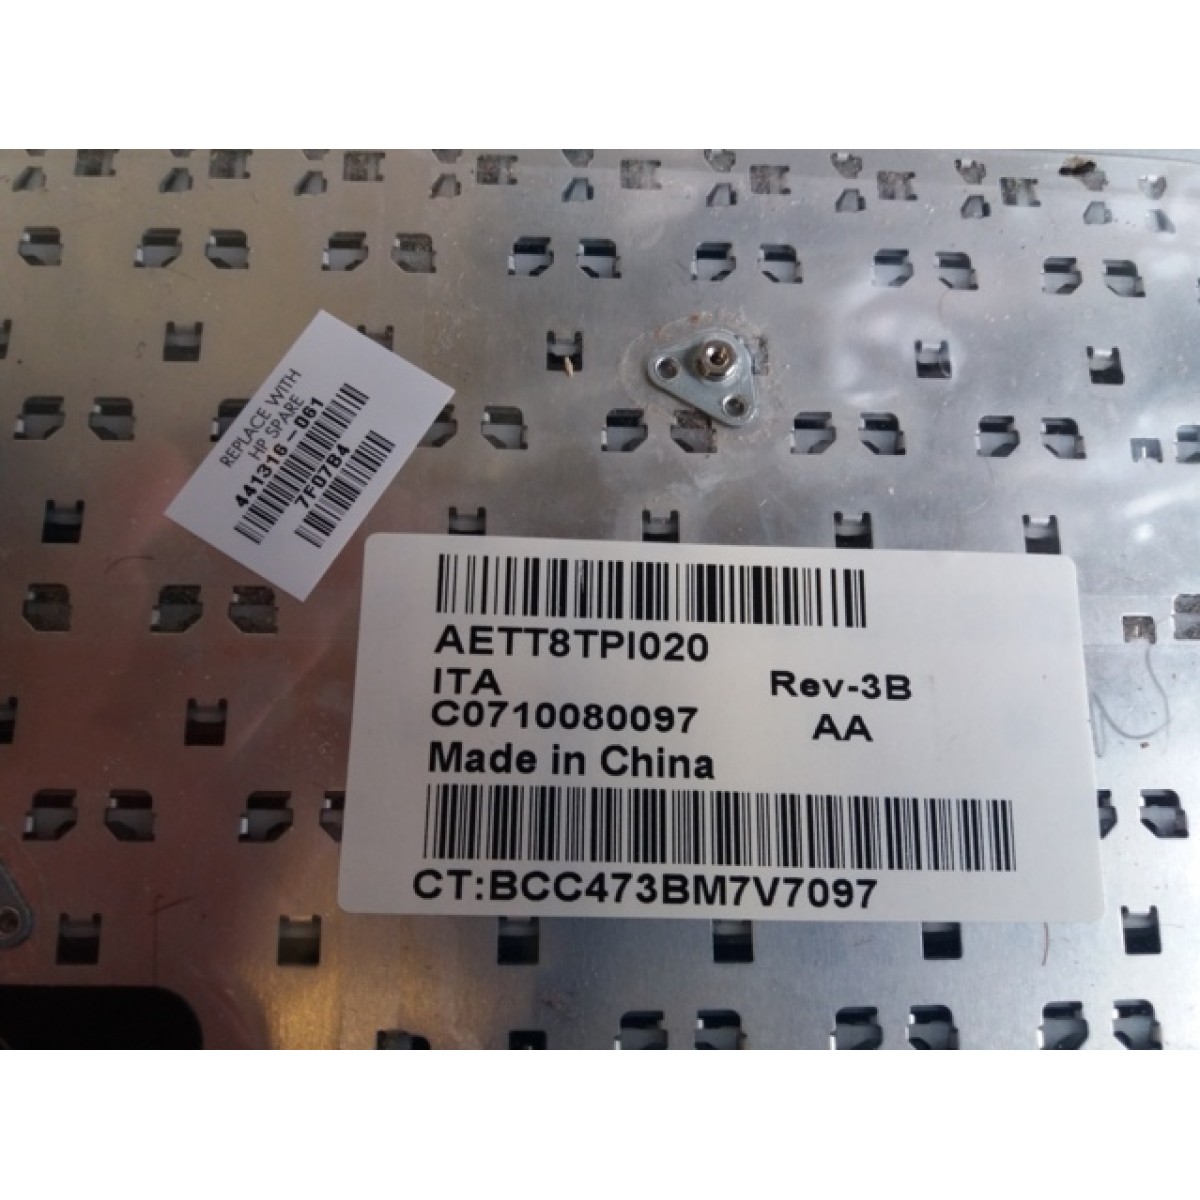 REPLACE WITH
HP SPARE
441316-061
7F07B4
AETT8TPI020
ITA
Rev-3B
C0710080097
AA
Made in China
CT:BCC473BM7V7097